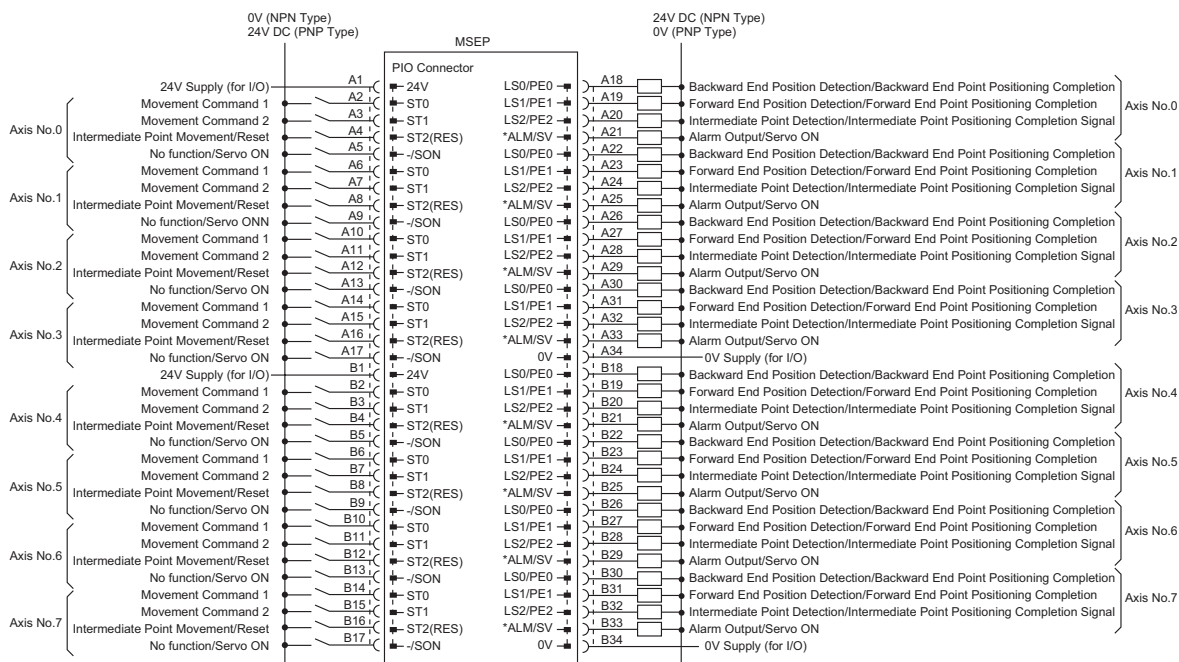 0V (NPN Type)
24V DC (PNP Type)
24V DC (NPN Type)
0V (PNP Type)
MSEP
PIO Connector
24V Supply (for I/O) A1 24V LS0/PE0 A18 Backward End Position Detection/Backward End Point Positioning Completion
Movement Command 1 A2 ST0 LS1/PE1 A19 Forward End Position Detection/Forward End Point Positioning Completion
Axis No.0
Movement Command 2 A3 ST1 LS2/PE2 A20 Intermediate Point Detection/Intermediate Point Positioning Completion Signal
Axis No.0
Intermediate Point Movement/Reset A4 ST2(RES) *ALM/SV A21 Alarm Output/Servo ON
No function/Servo ON A5 -/SON LS0/PE0 A22 Backward End Position Detection/Backward End Point Positioning Completion
Movement Command 1 A6 ST0 LS1/PE1 A23 Forward End Position Detection/Forward End Point Positioning Completion
Axis No.1
Movement Command 2 A7 ST1 LS2/PE2 A24 Intermediate Point Detection/Intermediate Point Positioning Completion Signal
Axis No.1
Intermediate Point Movement/Reset A8 ST2(RES) *ALM/SV A25 Alarm Output/Servo ON
No function/Servo ONN A9 -/SON LS0/PE0 A26 Backward End Position Detection/Backward End Point Positioning Completion
Movement Command 1 A10 ST0 LS1/PE1 A27 Forward End Position Detection/Forward End Point Positioning Completion
Axis No.2
Movement Command 2 A11 ST1 LS2/PE2 A28 Intermediate Point Detection/Intermediate Point Positioning Completion Signal
Axis No.2
Intermediate Point Movement/Reset A12 ST2(RES) *ALM/SV A29 Alarm Output/Servo ON
No function/Servo ON A13 -/SON LS0/PE0 A30 Backward End Position Detection/Backward End Point Positioning Completion
Movement Command 1 A14 ST0 LS1/PE1 A31 Forward End Position Detection/Forward End Point Positioning Completion
Axis No.3
Movement Command 2 A15 ST1 LS2/PE2 A32 Intermediate Point Detection/Intermediate Point Positioning Completion Signal
Axis No.3
Intermediate Point Movement/Reset A16 ST2(RES) *ALM/SV A33 Alarm Output/Servo ON
No function/Servo ON A17 -/SON 0V A34 0V Supply (for I/O)
24V Supply (for I/O) B1 24V LS0/PE0 B18 Backward End Position Detection/Backward End Point Positioning Completion
Movement Command 1 B2 ST0 LS1/PE1 B19 Forward End Position Detection/Forward End Point Positioning Completion
Axis No.4
Movement Command 2 B3 ST1 LS2/PE2 B20 Intermediate Point Detection/Intermediate Point Positioning Completion Signal
Axis No.4
Intermediate Point Movement/Reset B4 ST2(RES) *ALM/SV B21 Alarm Output/Servo ON
No function/Servo ON B5 -/SON LS0/PE0 B22 Backward End Position Detection/Backward End Point Positioning Completion
Movement Command 1 B6 ST0 LS1/PE1 B23 Forward End Position Detection/Forward End Point Positioning Completion
Axis No.5
Movement Command 2 B7 ST1 LS2/PE2 B24 Intermediate Point Detection/Intermediate Point Positioning Completion Signal
Axis No.5
Intermediate Point Movement/Reset B8 ST2(RES) *ALM/SV B25 Alarm Output/Servo ON
No function/Servo ON B9 -/SON LS0/PE0 B26 Backward End Position Detection/Backward End Point Positioning Completion
Movement Command 1 B10 ST0 LS1/PE1 B27 Forward End Position Detection/Forward End Point Positioning Completion
Axis No.6
Movement Command 2 B11 ST1 LS2/PE2 B28 Intermediate Point Detection/Intermediate Point Positioning Completion Signal
Axis No.6
Intermediate Point Movement/Reset B12 ST2(RES) *ALM/SV B29 Alarm Output/Servo ON
No function/Servo ON B13 -/SON LS0/PE0 B30 Backward End Position Detection/Backward End Point Positioning Completion
Movement Command 1 B14 ST0 LS1/PE1 B31 Forward End Position Detection/Forward End Point Positioning Completion
Axis No.7
Movement Command 2 B15 ST1 LS2/PE2 B32 Intermediate Point Detection/Intermediate Point Positioning Completion Signal
Axis No.7
Intermediate Point Movement/Reset B16 ST2(RES) *ALM/SV B33 Alarm Output/Servo ON
No function/Servo ON B17 -/SON 0V B34 0V Supply (for I/O)